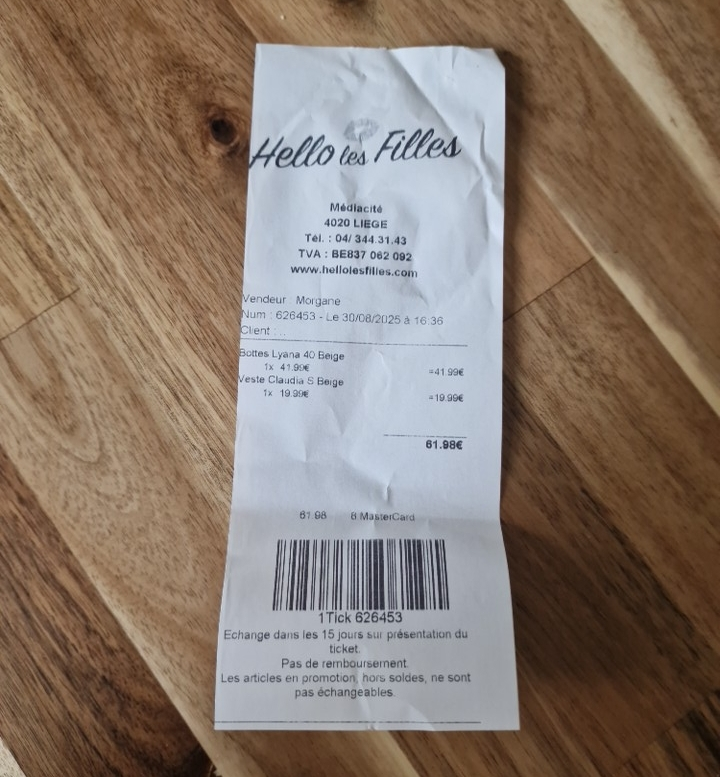 Hello les Filles
Médiacité
4020 LIEGE
Tél. : 04/ 344.31.43
TVA : BE837 062 092
www.hellolesfilles.com
Vendeur : Morgane
Num : 626453 - Le 30/08/2025 à 16:36
Client : ..
Bottes Lyana 40 Beige
1x 41.99€ =41.99€
Veste Claudia S Beige
1x 19.99€ =19.99€
61.98€
61.98 6 MasterCard
1Tick 626453
Echange dans les 15 jours sur présentation du
ticket.
Pas de remboursement.
Les articles en promotion, hors soldes, ne sont
pas échangeables.